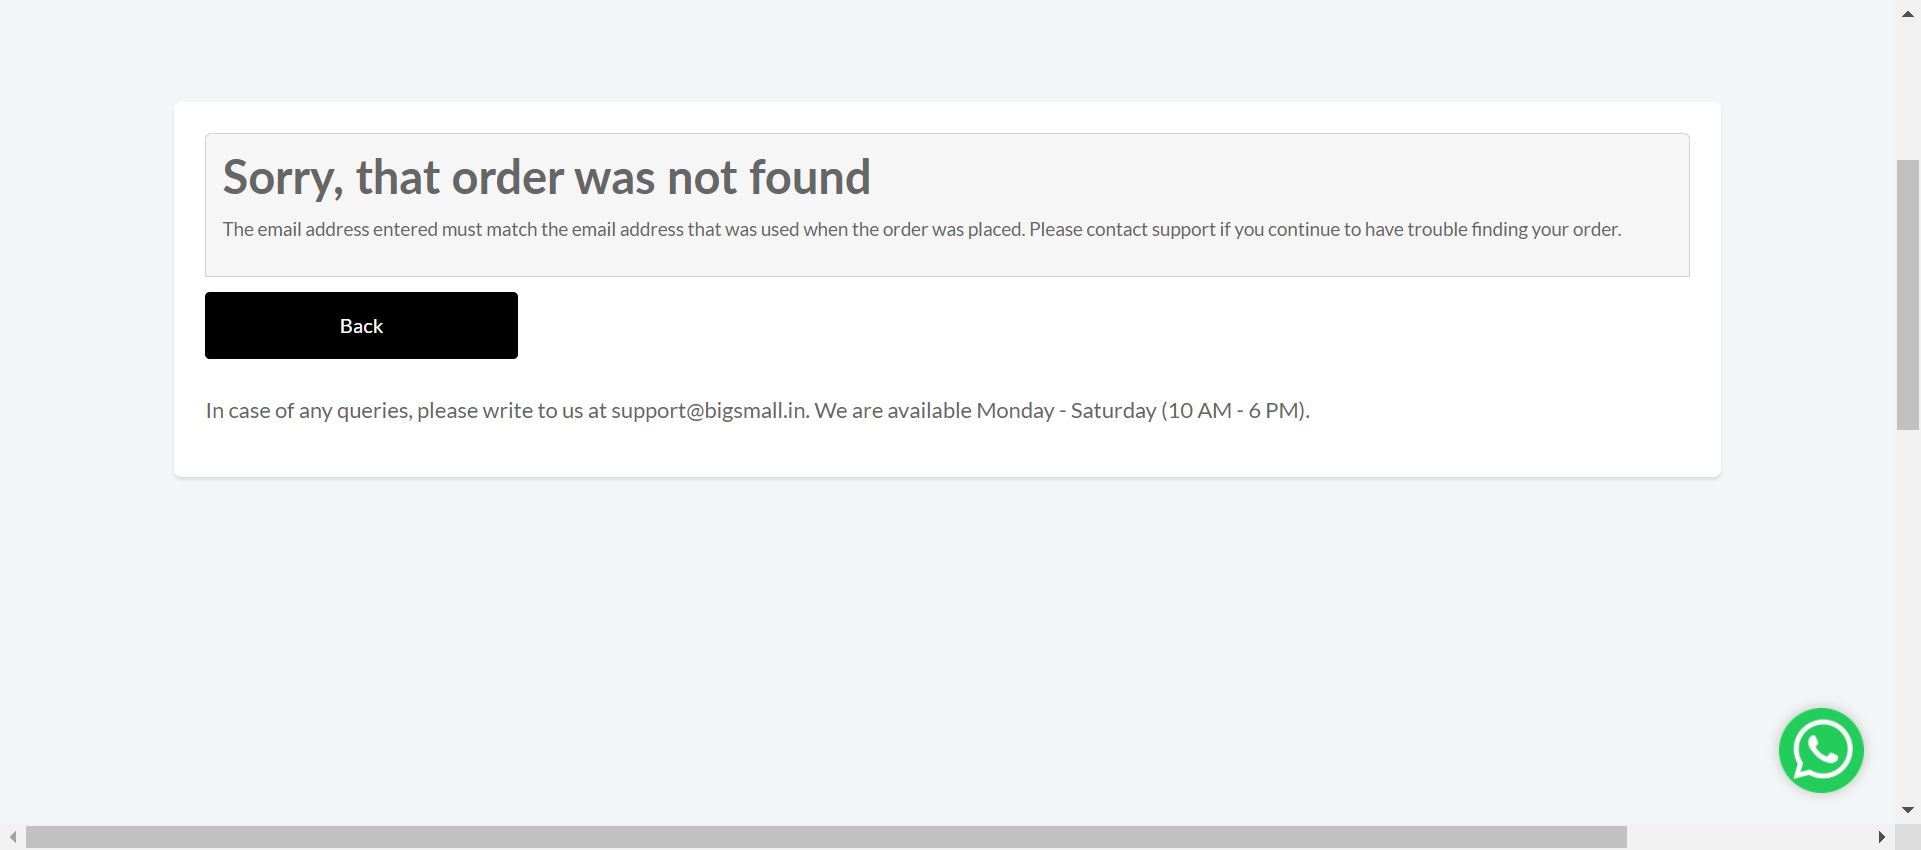 Sorry, that order was not found
The email address entered must match the email address that was used when the order was placed. Please contact support if you continue to have trouble finding your order.
Back
In case of any queries, please write to us at support@bigsmall.in. We are available Monday - Saturday (10 AM - 6 PM).